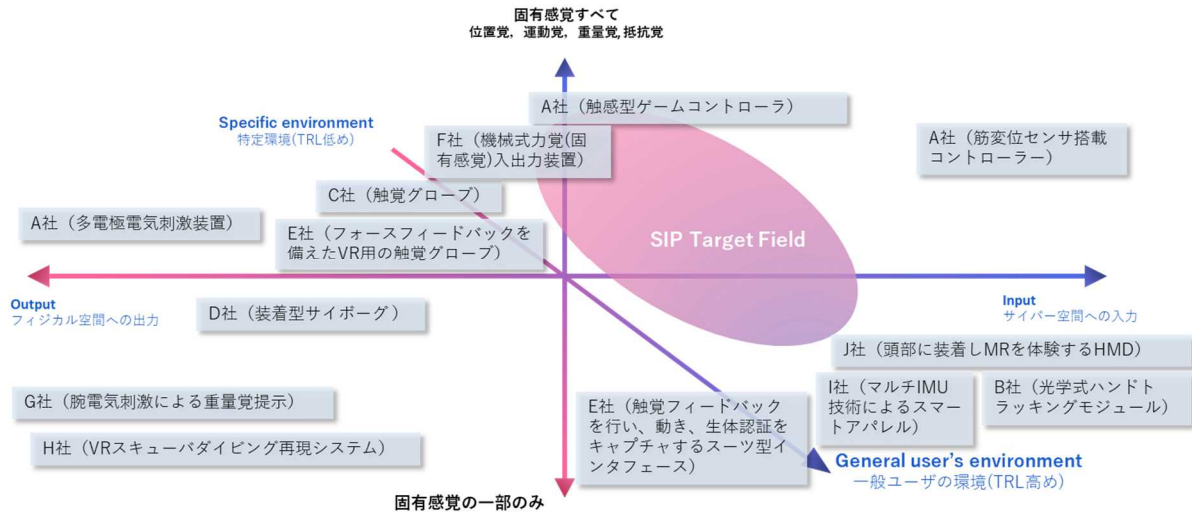 固有感覚すべて
位置覚，運動覚，重量覚,抵抗覚
A社（触感型ゲームコントローラ）
Specific environment
特定環境(TRL低め)
F社（機械式力覚(固
有感覚)入出力装置）
A社（筋変位センサ搭載
コントローラー）
C社（触覚グローブ）
A社（多電極電気刺激装置）
E社（フォースフィードバックを
備えたVR用の触覚グローブ）
SIP Target Field
Output
フィジカル空間への出力
Input
サイバー空間への入力
D社（装着型サイボーグ ）
J社（頭部に装着しMRを体験するHMD）
G社（腕電気刺激による重量覚提示）
E社（触覚フィードバック
を行い、動き、生体認証を
キャプチャするスーツ型イ
ンタフェース）
I社（マルチIMU
技術によるスマー
トアパレル）
B社（光学式ハンドト
ラッキングモジュール）
H社（VRスキューバダイビング再現システム）
General user's environment
一般ユーザの環境(TRL高め)
固有感覚の一部のみ